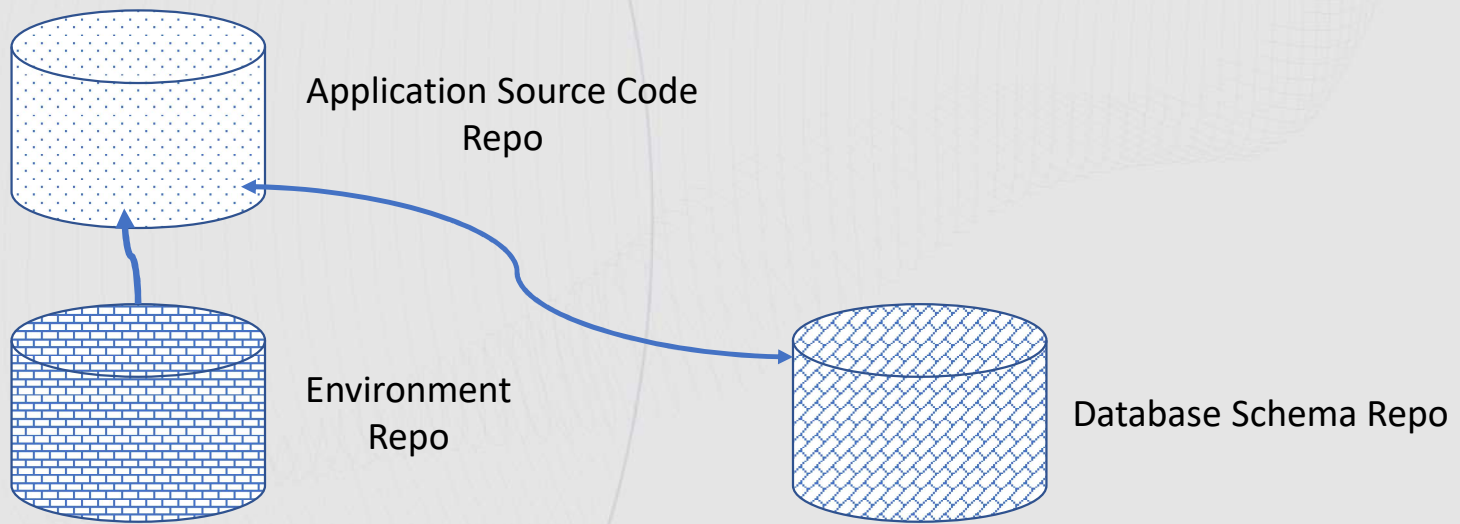 Application Source Code
Repo
Environment
Repo
Database Schema Repo